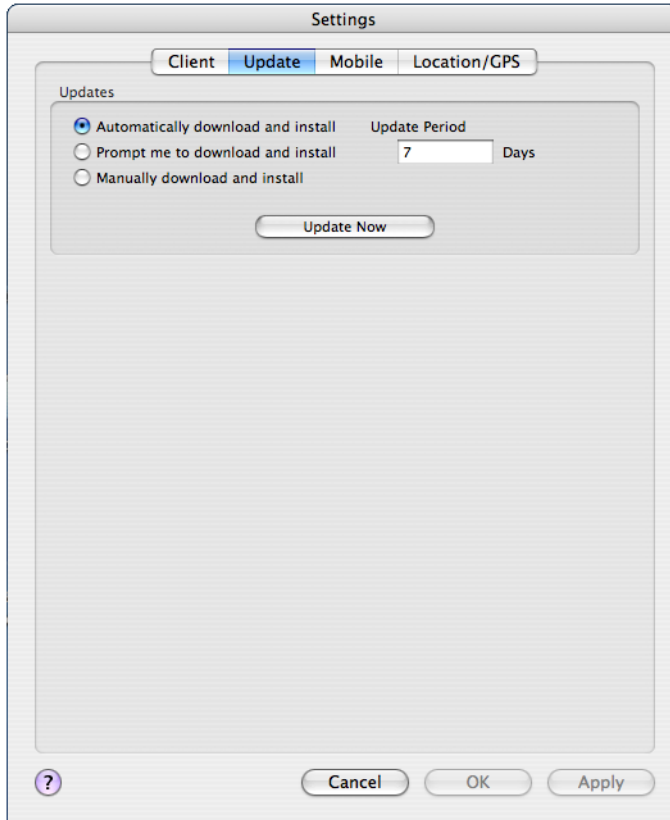 Settings
Client Update Mobile Location/GPS
Updates
Automatically download and install Update Period
Prompt me to download and install 7 Days
Manually download and install
Update Now
? Cancel OK Apply